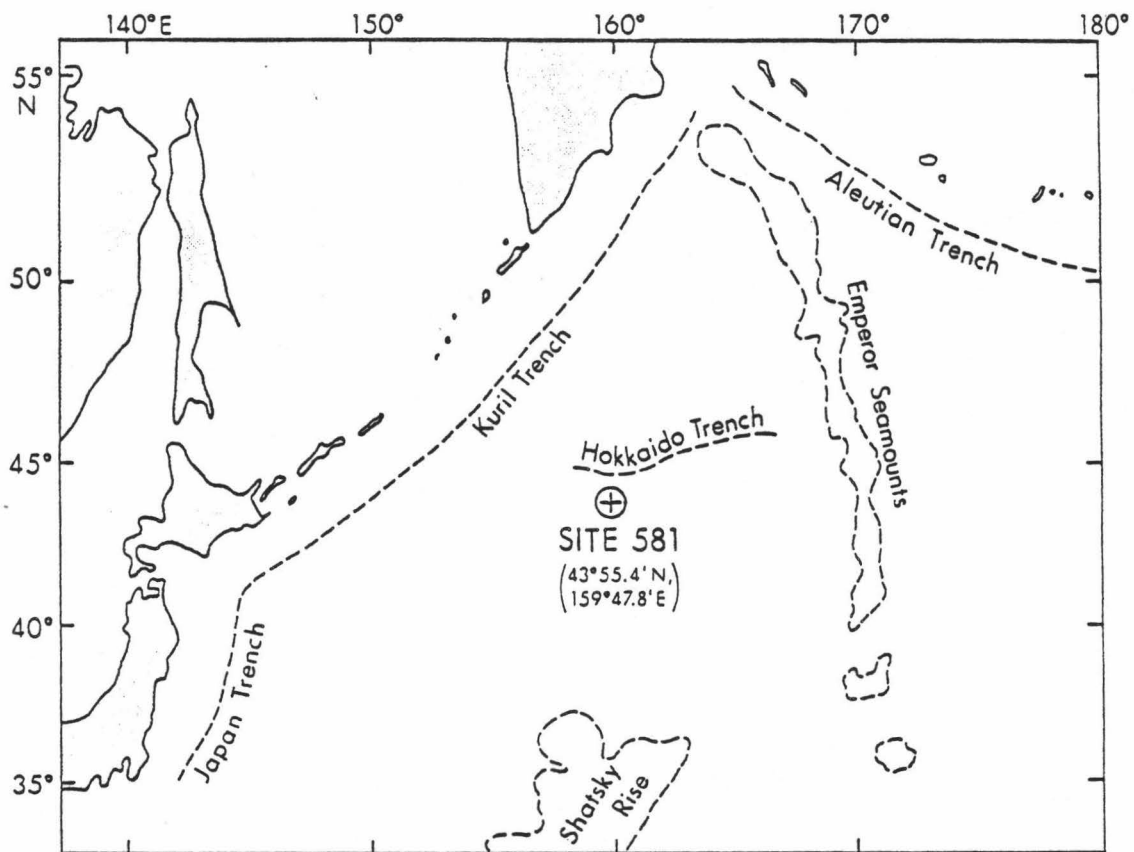 140°E 150° 160° 170° 180°
55°
N
50°
45°
40°
35°
Aleutian Trench
Emperor Seamounts
Kuril Trench
Hokkaido Trench
SITE 581
(43°55.4'N,
159°47.8'E)
Japan Trench
Shatsky
Rise